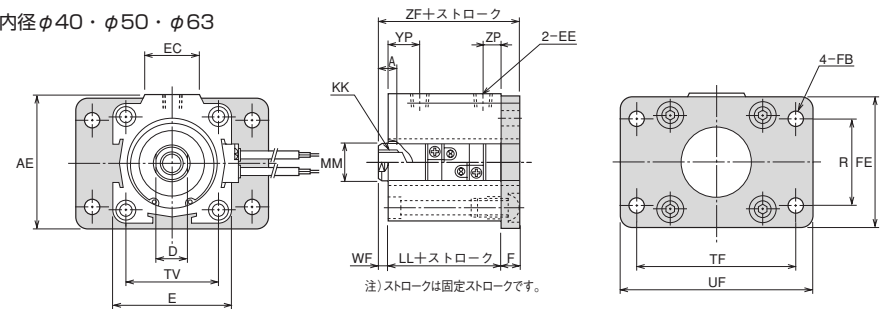 内径φ40・φ50・φ63
EC
AE
D
TV
E
ZF＋ストローク
YP
ZP
2-EE
A
KK
MM
WF
LL＋ストローク
F
注）ストロークは固定ストロークです。
4-FB
R
FE
TF
UF